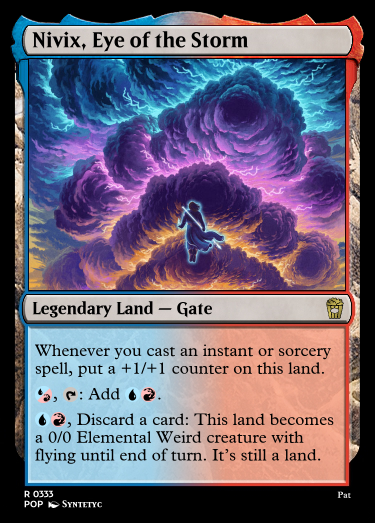 Nivix, Eye of the Storm
Legendary Land — Gate
Whenever you cast an instant or sorcery
spell, put a +1/+1 counter on this land.
, : Add .
, Discard a card: This land becomes
a 0/0 Elemental Weird creature with
flying until end of turn. It's still a land.
R 0333
POP Syntetyc
Pat